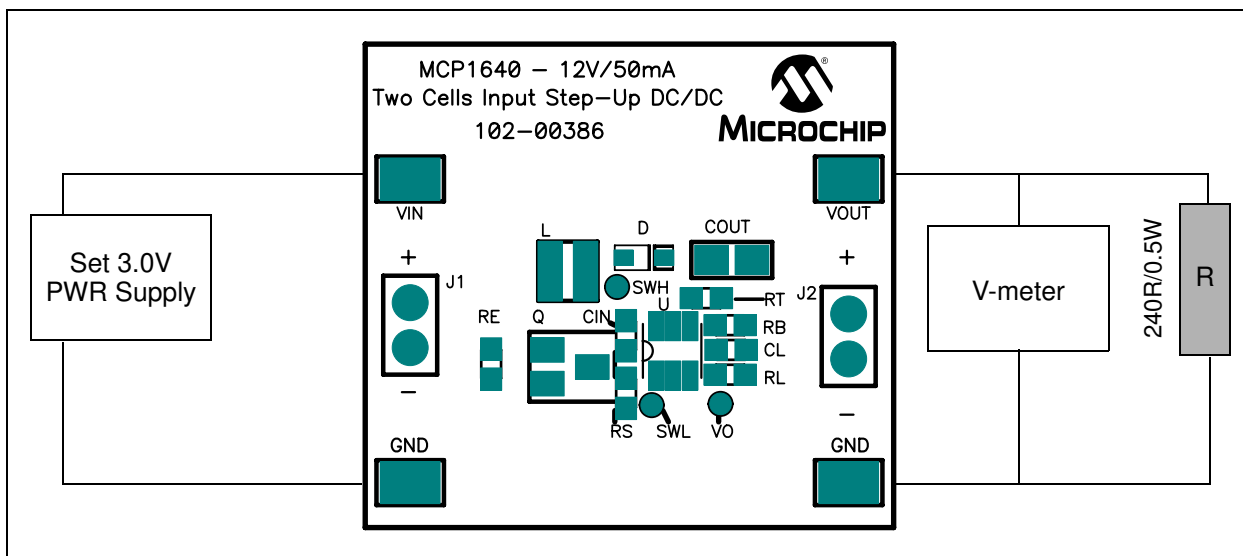 MCP1640 – 12V/50mA
Two Cells Input Step–Up DC/DC
102–00386
®
MICROCHIP
VIN
VOUT
Set 3.0V
PWR Supply
+
J1
–
GND
L
D
COUT
SWH
U
RT
RE
Q
CIN
RB
CL
RL
RS
SWL
VO
+
J2
–
GND
V-meter
240R/0.5W
R